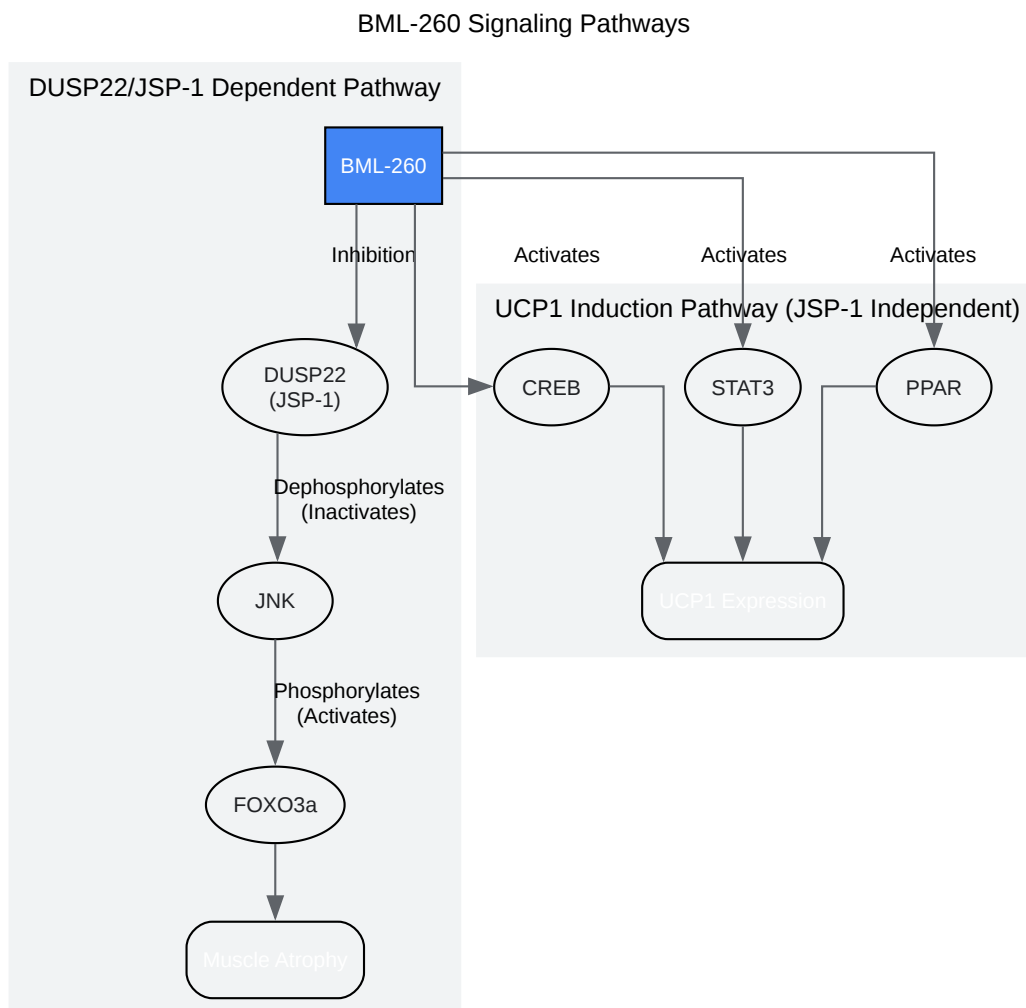 BML-260 Signaling Pathways
DUSP22/JSP-1 Dependent Pathway
BML-260
Inhibition
Activates
Activates
Activates
UCP1 Induction Pathway (JSP-1 Independent)
DUSP22
(JSP-1)
CREB
STAT3
PPAR
Dephosphorylates
(Inactivates)
JNK
UCP1 Expression
Phosphorylates
(Activates)
FOXO3a
Muscle Atrophy